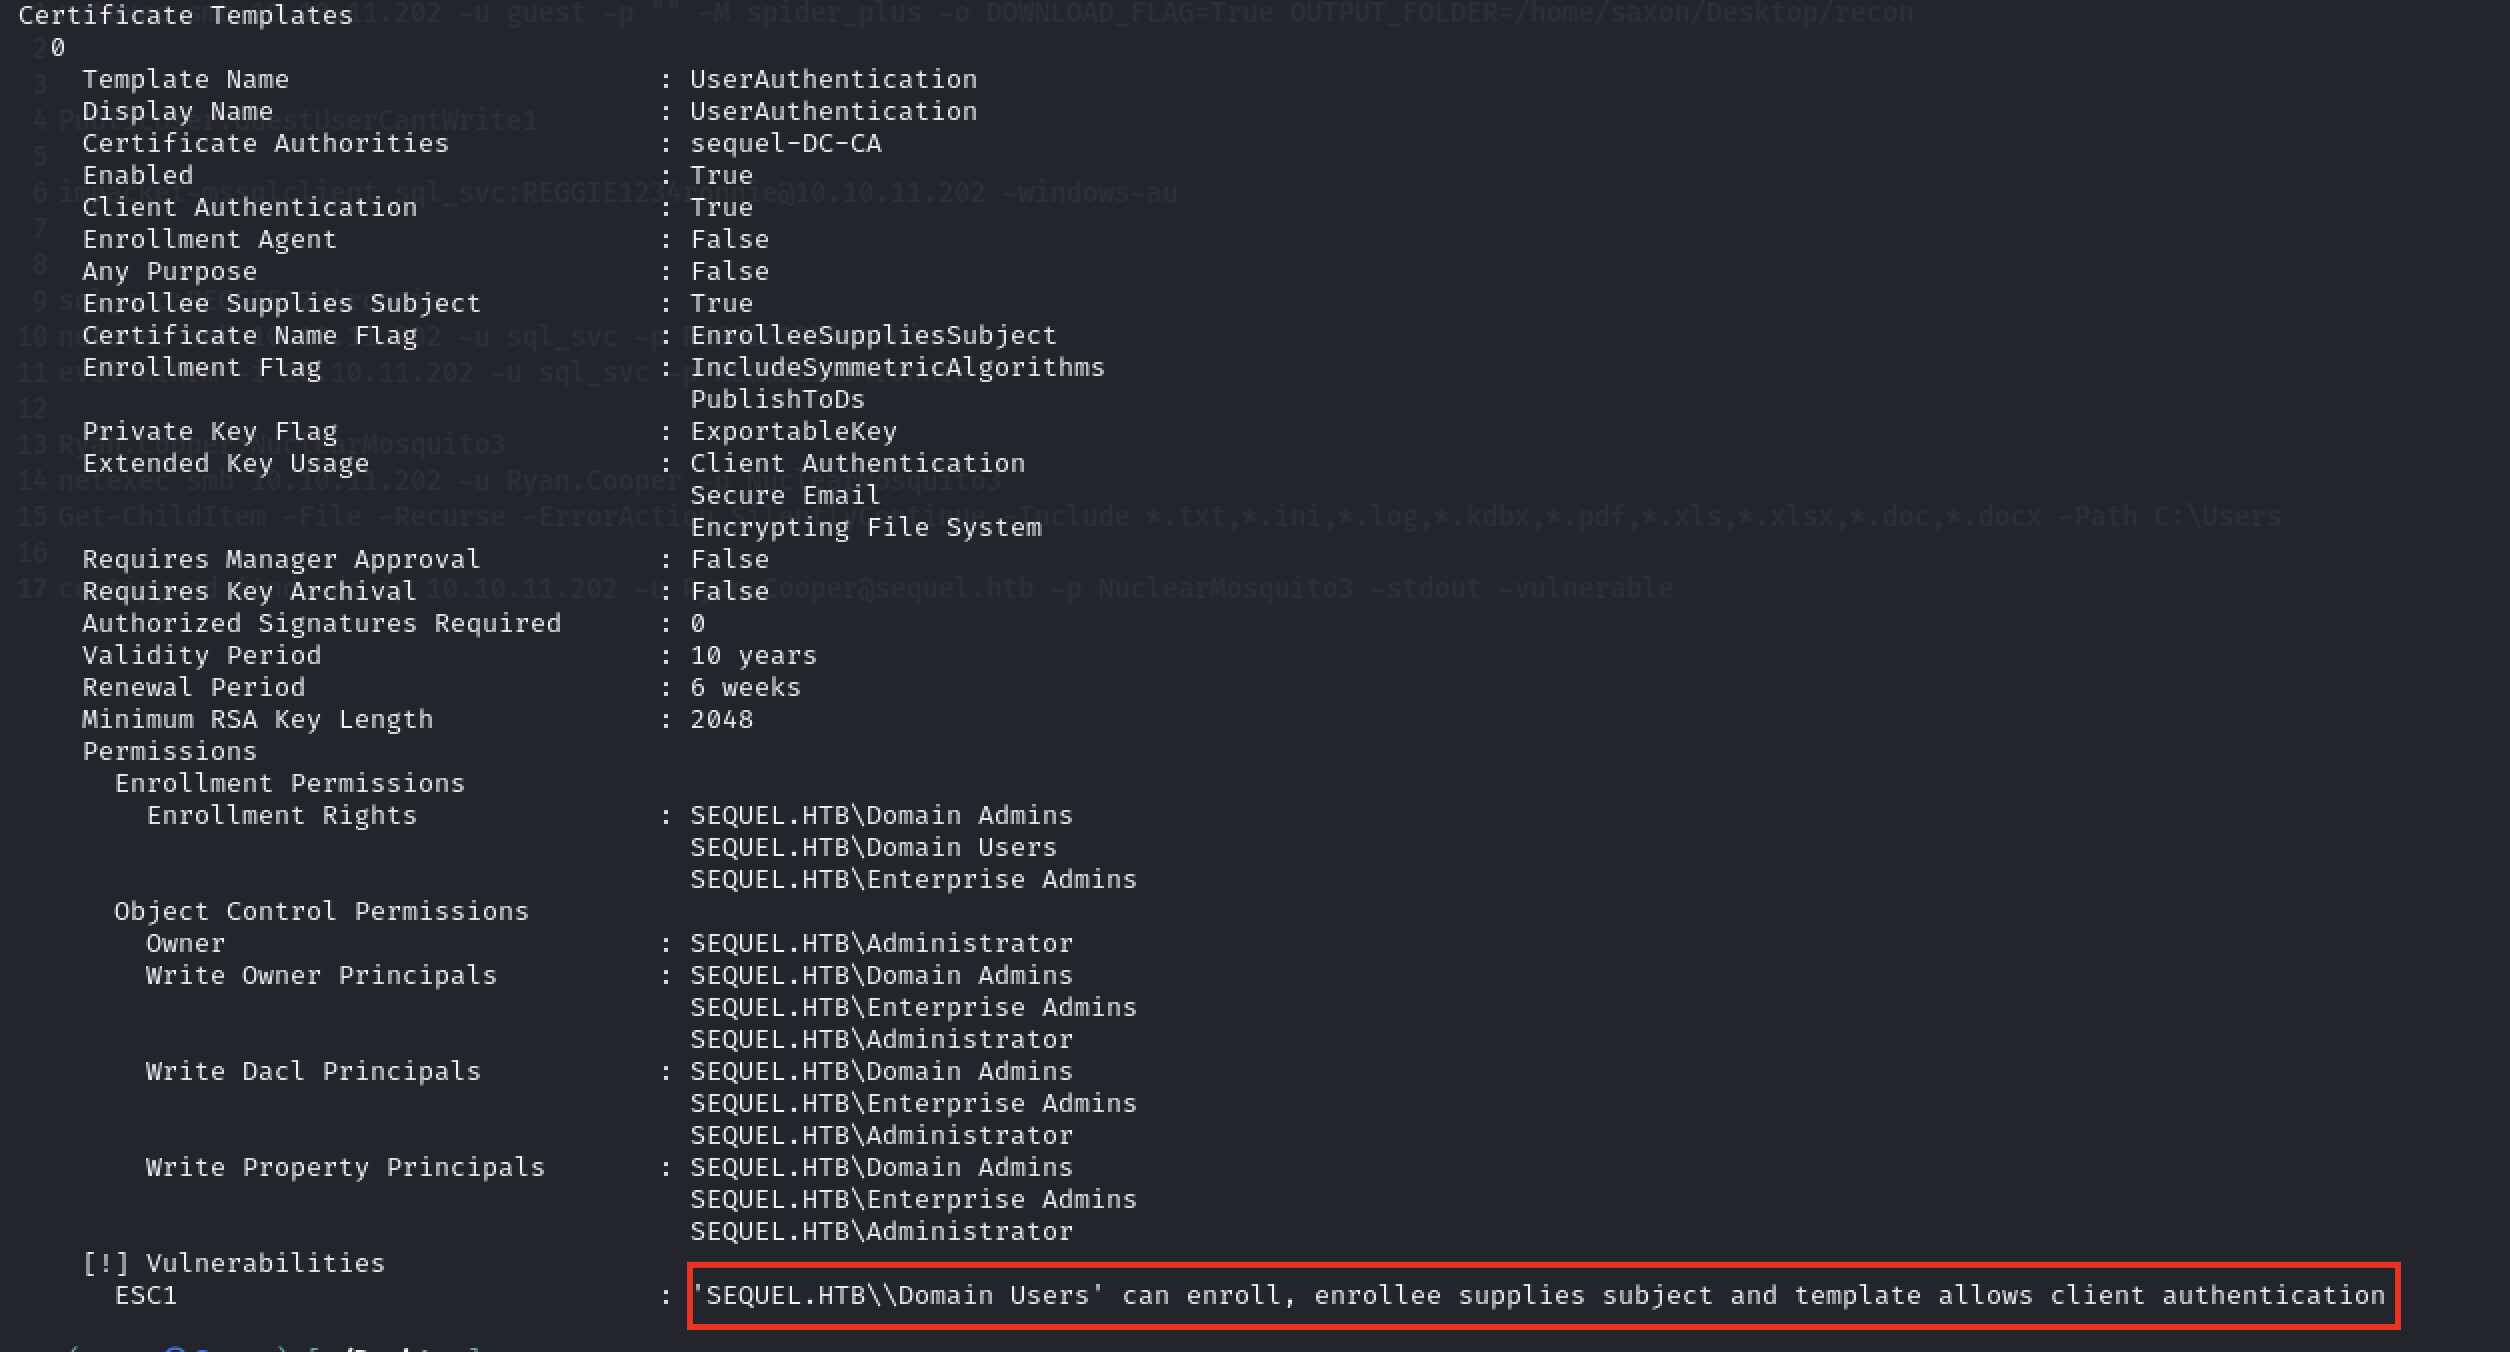 Certificate Templates
0
Template Name : UserAuthentication
Display Name : UserAuthentication
Certificate Authorities : sequel-DC-CA
Enabled : True
Client Authentication : True
Enrollment Agent : False
Any Purpose : False
Enrollee Supplies Subject : True
Certificate Name Flag : EnrolleeSuppliesSubject
Enrollment Flag : IncludeSymmetricAlgorithms
PublishToDs
Private Key Flag : ExportableKey
Extended Key Usage : Client Authentication
Secure Email
Encrypting File System
Requires Manager Approval : False
Requires Key Archival : False
Authorized Signatures Required : 0
Validity Period : 10 years
Renewal Period : 6 weeks
Minimum RSA Key Length : 2048
Permissions
Enrollment Permissions
Enrollment Rights : SEQUEL.HTB\Domain Admins
SEQUEL.HTB\Domain Users
SEQUEL.HTB\Enterprise Admins
Object Control Permissions
Owner : SEQUEL.HTB\Administrator
Write Owner Principals : SEQUEL.HTB\Domain Admins
SEQUEL.HTB\Enterprise Admins
SEQUEL.HTB\Administrator
Write Dacl Principals : SEQUEL.HTB\Domain Admins
SEQUEL.HTB\Enterprise Admins
SEQUEL.HTB\Administrator
Write Property Principals : SEQUEL.HTB\Domain Admins
SEQUEL.HTB\Enterprise Admins
SEQUEL.HTB\Administrator
[!] Vulnerabilities
ESC1 : 'SEQUEL.HTB\\Domain Users' can enroll, enrollee supplies subject and template allows client authentication